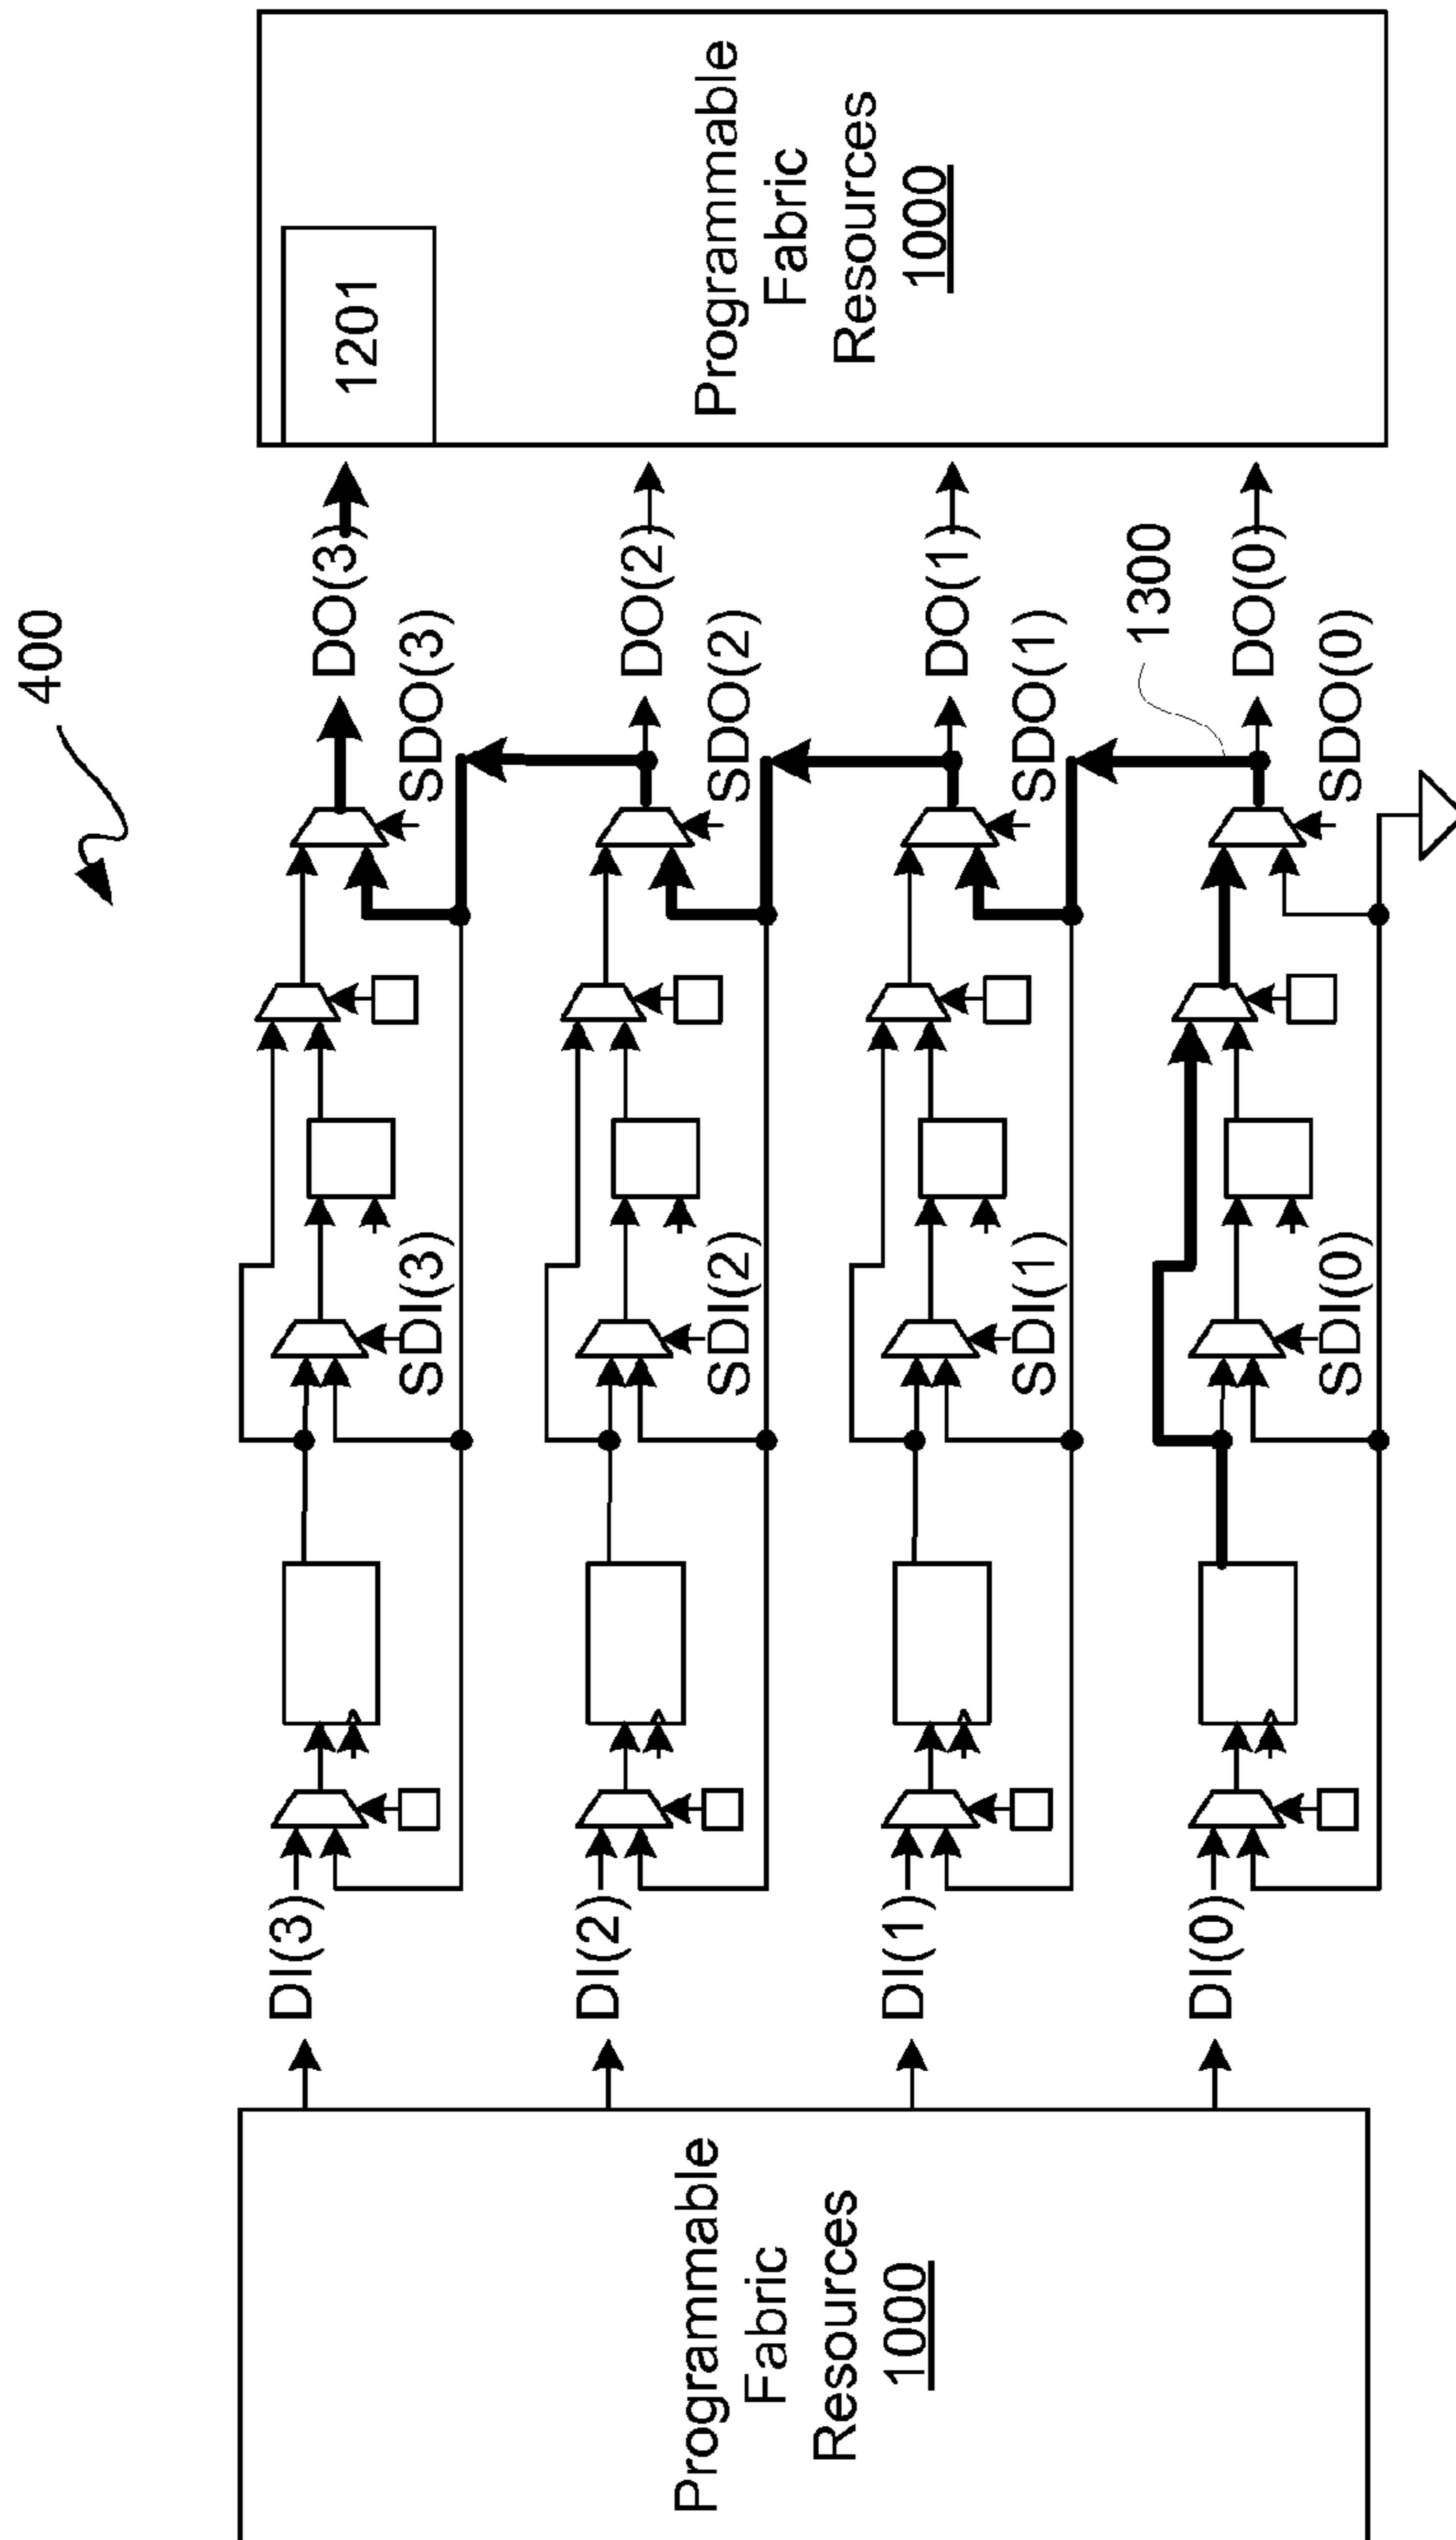 400
Programmable
Fabric
Resources
1000
DI(3)
SDI(3)
SDO(3)
DO(3)
DI(2)
SDI(2)
SDO(2)
DO(2)
DI(1)
SDI(1)
SDO(1)
DO(1)
DI(0)
SDI(0)
SDO(0)
DO(0)
1300
1201
Programmable
Fabric
Resources
1000